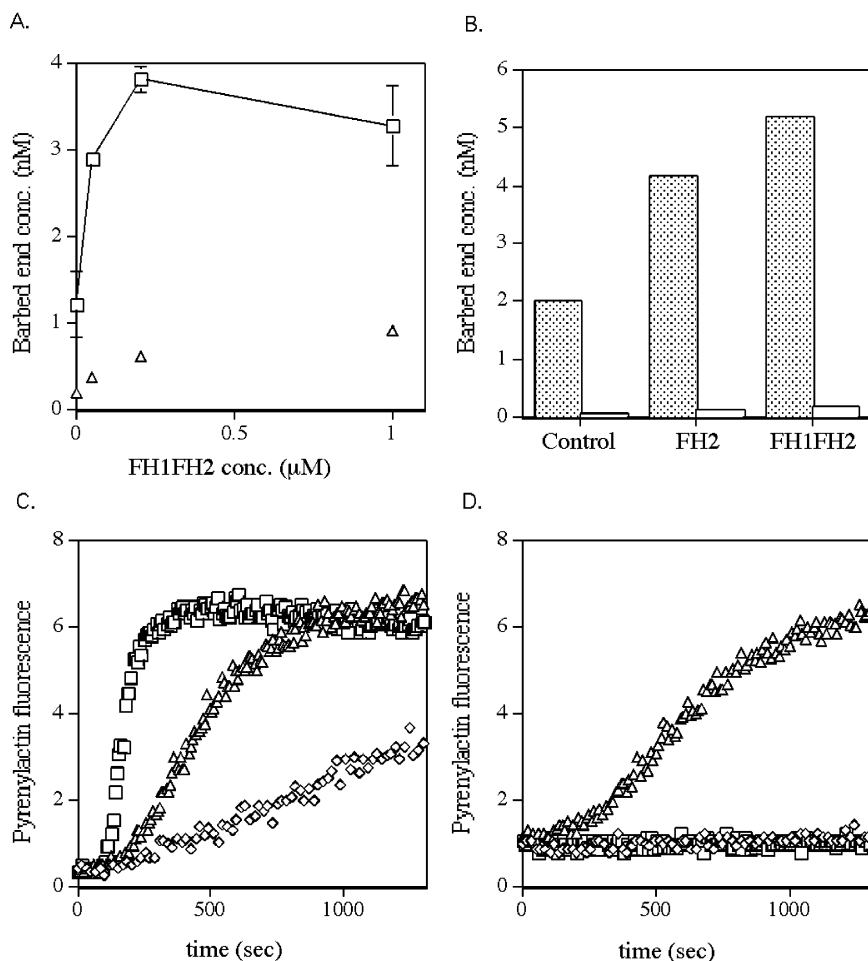 A.
Barbed end conc. (nM)
4
3
2
1
0
0
0.5
1
FH1FH2 conc. (µM)
B.
Barbed end conc. (nM)
6
5
4
3
2
1
0
Control
FH2
FH1FH2
C.
Pyrenylactin fluorescence
8
6
4
2
0
0
500
1000
time (sec)
D.
Pyrenylactin fluorescence
8
6
4
2
0
0
500
1000
time (sec)